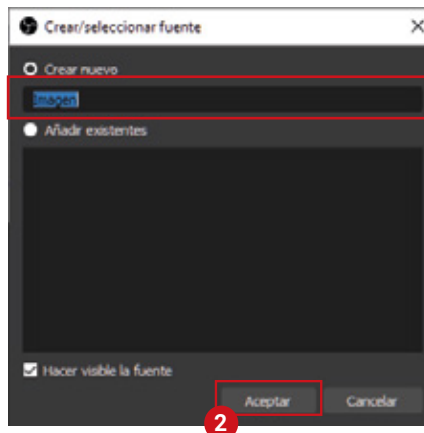 Crear/seleccionar fuente
Crear nuevo
Imagen
Añadir existentes
Hacer visible la fuente
Aceptar Cancelar
2